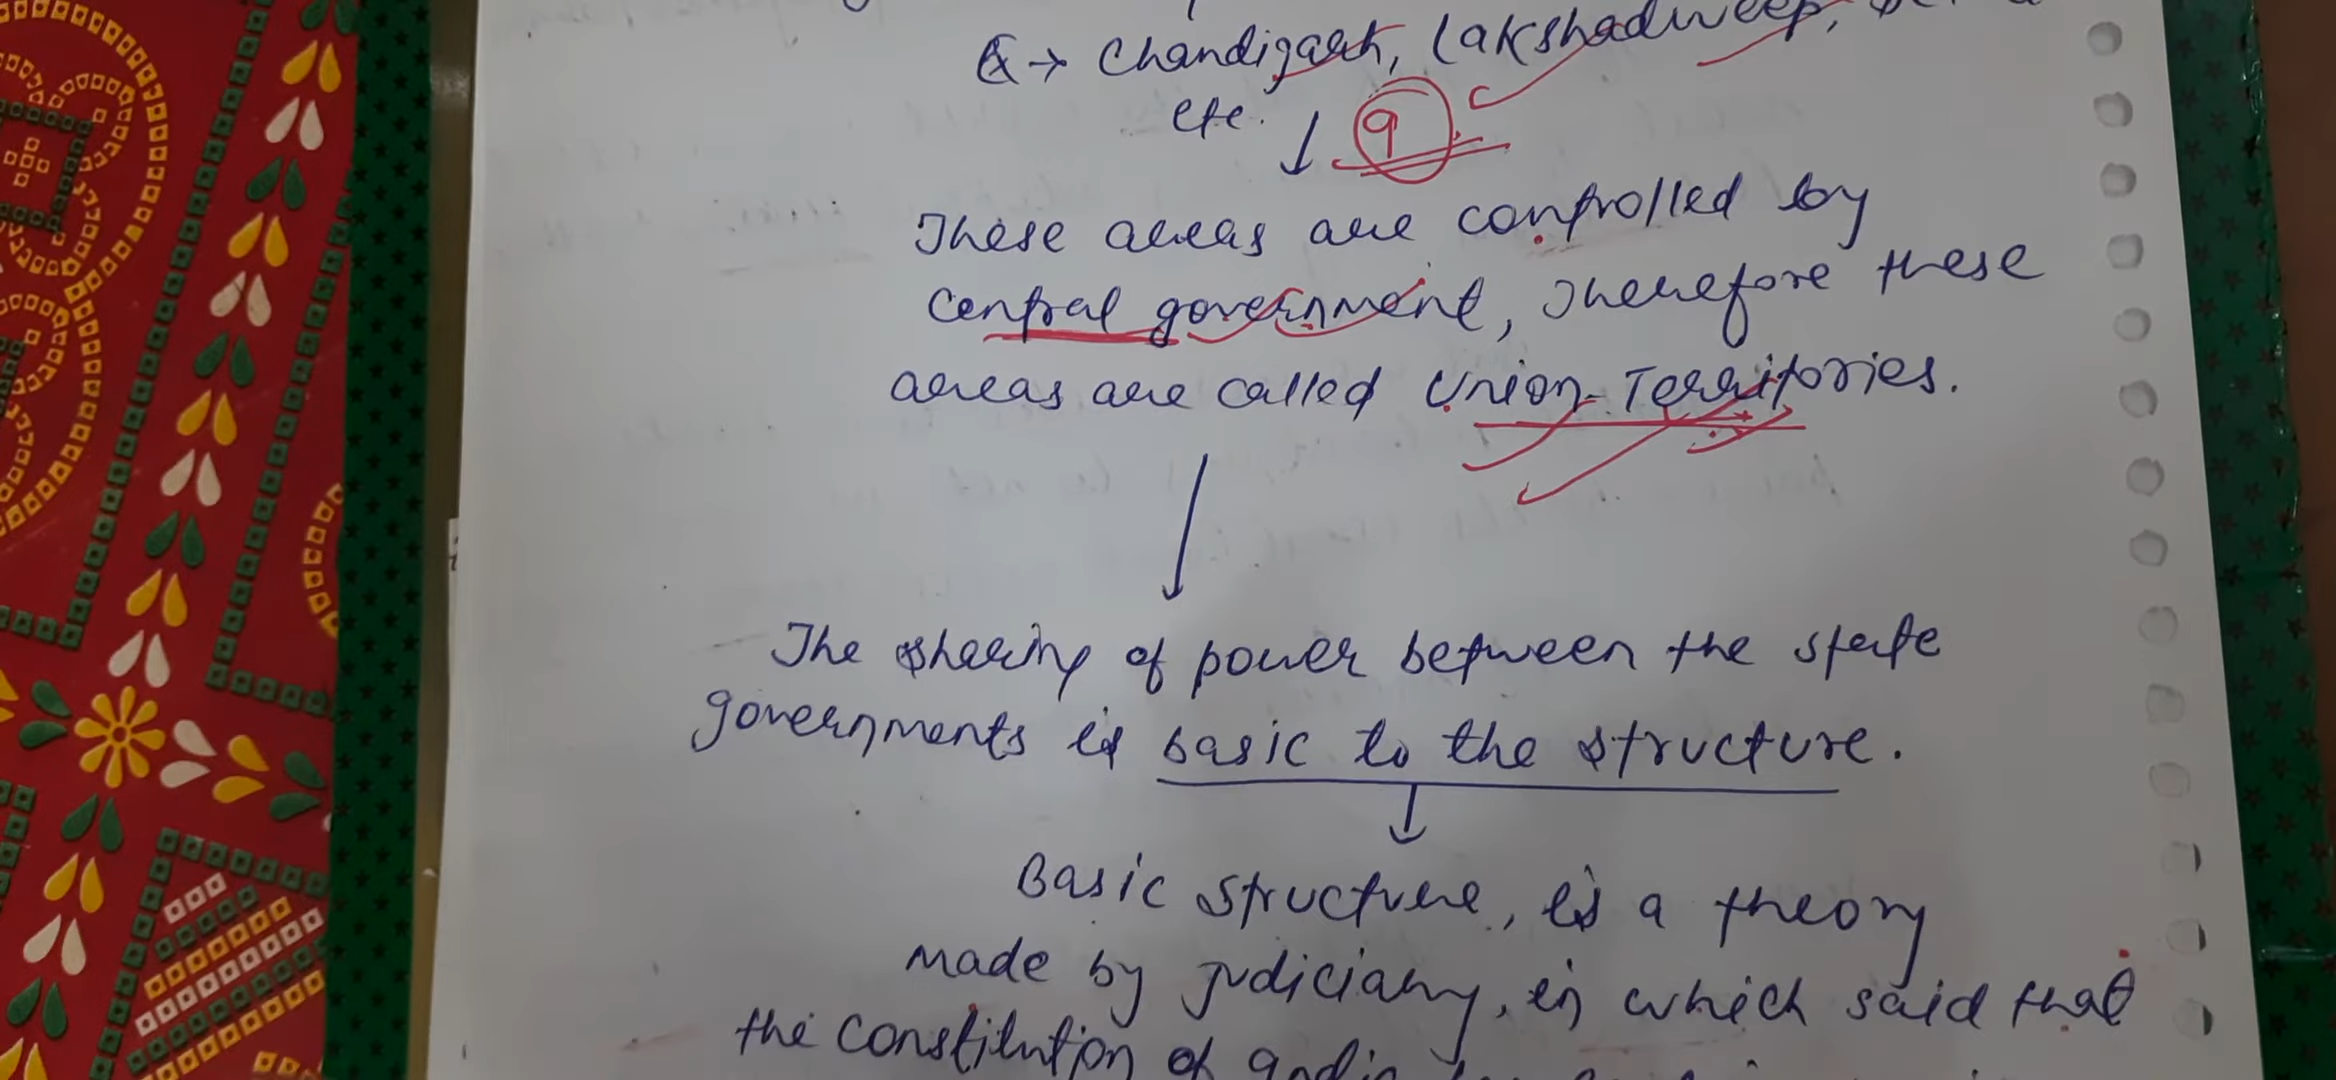 Ex → Chandigarh, Lakshadweep,
etc. ↓ 9
These areas are controlled by
Central government, Therefore these
areas are called Union-Territories.
↓
The sharing of power between the state
governments is basic to the structure.
↓
Basic structure, is a theory
made by judiciary, in which said that
the constitution of India